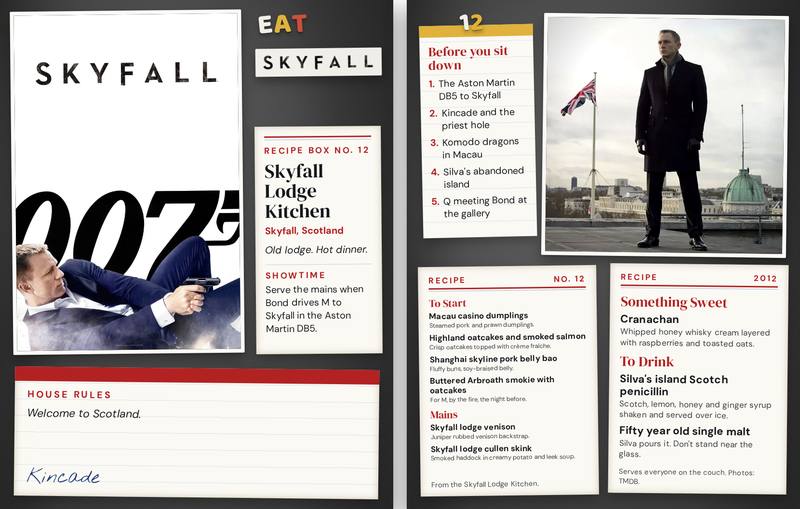 EAT
SKYFALL
SKYFALL
007
RECIPE BOX NO. 12
Skyfall
Lodge
Kitchen
Skyfall, Scotland
Old lodge. Hot dinner.
SHOWTIME
Serve the mains when
Bond drives M to
Skyfall in the Aston
Martin DB5.
HOUSE RULES
Welcome to Scotland.
Kincade
12
Before you sit
down
1. The Aston Martin
DB5 to Skyfall
2. Kincade and the
priest hole
3. Komodo dragons
in Macau
4. Silva's abandoned
island
5. Q meeting Bond at
the gallery
RECIPE NO. 12
To Start
Macau casino dumplings
Steamed pork and prawn dumplings.
Highland oatcakes and smoked salmon
Crisp oatcakes topped with crème fraîche.
Shanghai skyline pork belly bao
Fluffy buns, soy-braised belly.
Buttered Arbroath smokie with
oatcakes
For M, by the fire, the night before.
Mains
Skyfall lodge venison
Juniper rubbed venison backstrap.
Skyfall lodge cullen skink
Smoked haddock in creamy potato and leek soup.
From the Skyfall Lodge Kitchen.
RECIPE 2012
Something Sweet
Cranachan
Whipped honey whisky cream layered
with raspberries and toasted oats.
To Drink
Silva's island Scotch
penicillin
Scotch, lemon, honey and ginger syrup
shaken and served over ice.
Fifty year old single malt
Silva pours it. Don't stand near the
glass.
Serves everyone on the couch. Photos:
TMDB.